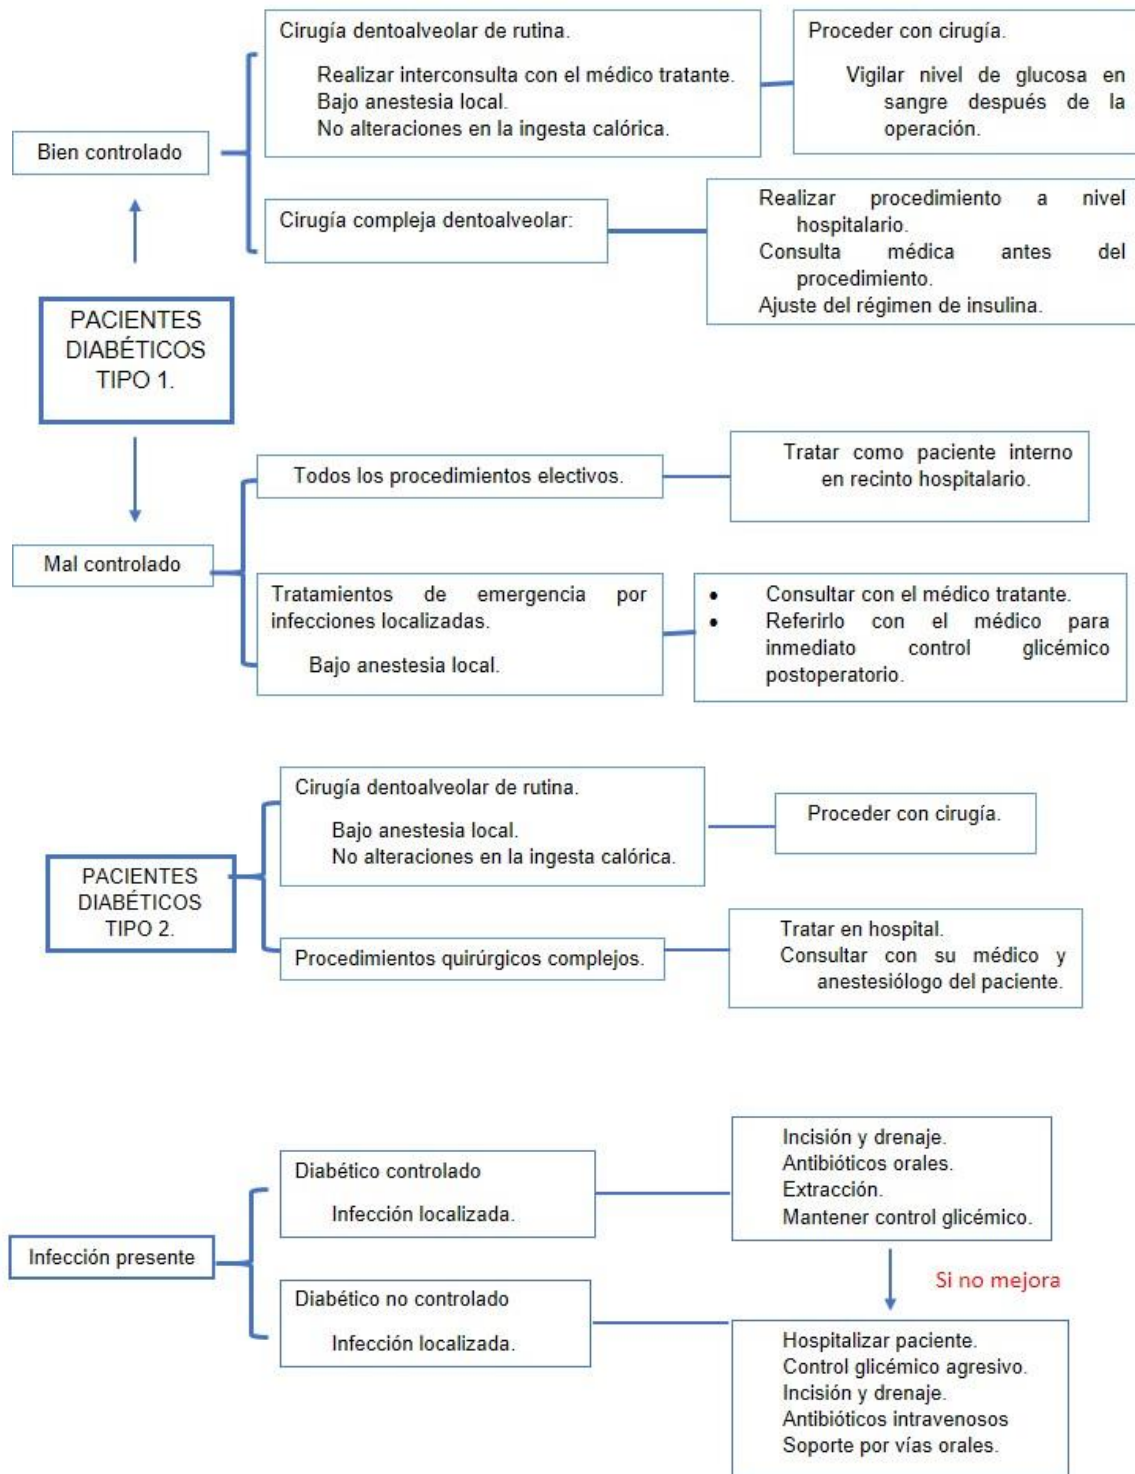 Cirugía dentoalveolar de rutina.
Realizar interconsulta con el médico tratante.
Bajo anestesia local.
No alteraciones en la ingesta calórica.
Proceder con cirugía.
Vigilar nivel de glucosa en
sangre después de la
operación.
Bien controlado
Cirugía compleja dentoalveolar:
Realizar procedimiento a nivel
hospitalario.
Consulta médica antes del
procedimiento.
Ajuste del régimen de insulina.
PACIENTES
DIABÉTICOS
TIPO 1.
Todos los procedimientos electivos.
Tratar como paciente interno
en recinto hospitalario.
Mal controlado
Tratamientos de emergencia por
infecciones localizadas.
Bajo anestesia local.
• Consultar con el médico tratante.
• Referirlo con el médico para
inmediato control glicémico
postoperatorio.
Cirugía dentoalveolar de rutina.
Bajo anestesia local.
No alteraciones en la ingesta calórica.
Proceder con cirugía.
PACIENTES
DIABÉTICOS
TIPO 2.
Procedimientos quirúrgicos complejos.
Tratar en hospital.
Consultar con su médico y
anestesiólogo del paciente.
Infección presente
Diabético controlado
Infección localizada.
Incisión y drenaje.
Antibióticos orales.
Extracción.
Mantener control glicémico.
Si no mejora
Diabético no controlado
Infección localizada.
Hospitalizar paciente.
Control glicémico agresivo.
Incisión y drenaje.
Antibióticos intravenosos
Soporte por vías orales.